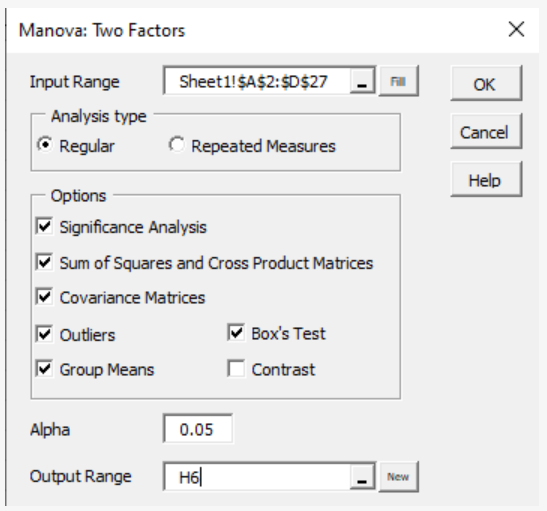 Manova: Two Factors
Input Range Sheet1!$A$2:$D$27 Fill OK
Analysis type
Regular Repeated Measures
Cancel
Help
Options
Significance Analysis
Sum of Squares and Cross Product Matrices
Covariance Matrices
Outliers Box's Test
Group Means Contrast
Alpha 0.05
Output Range H6 New